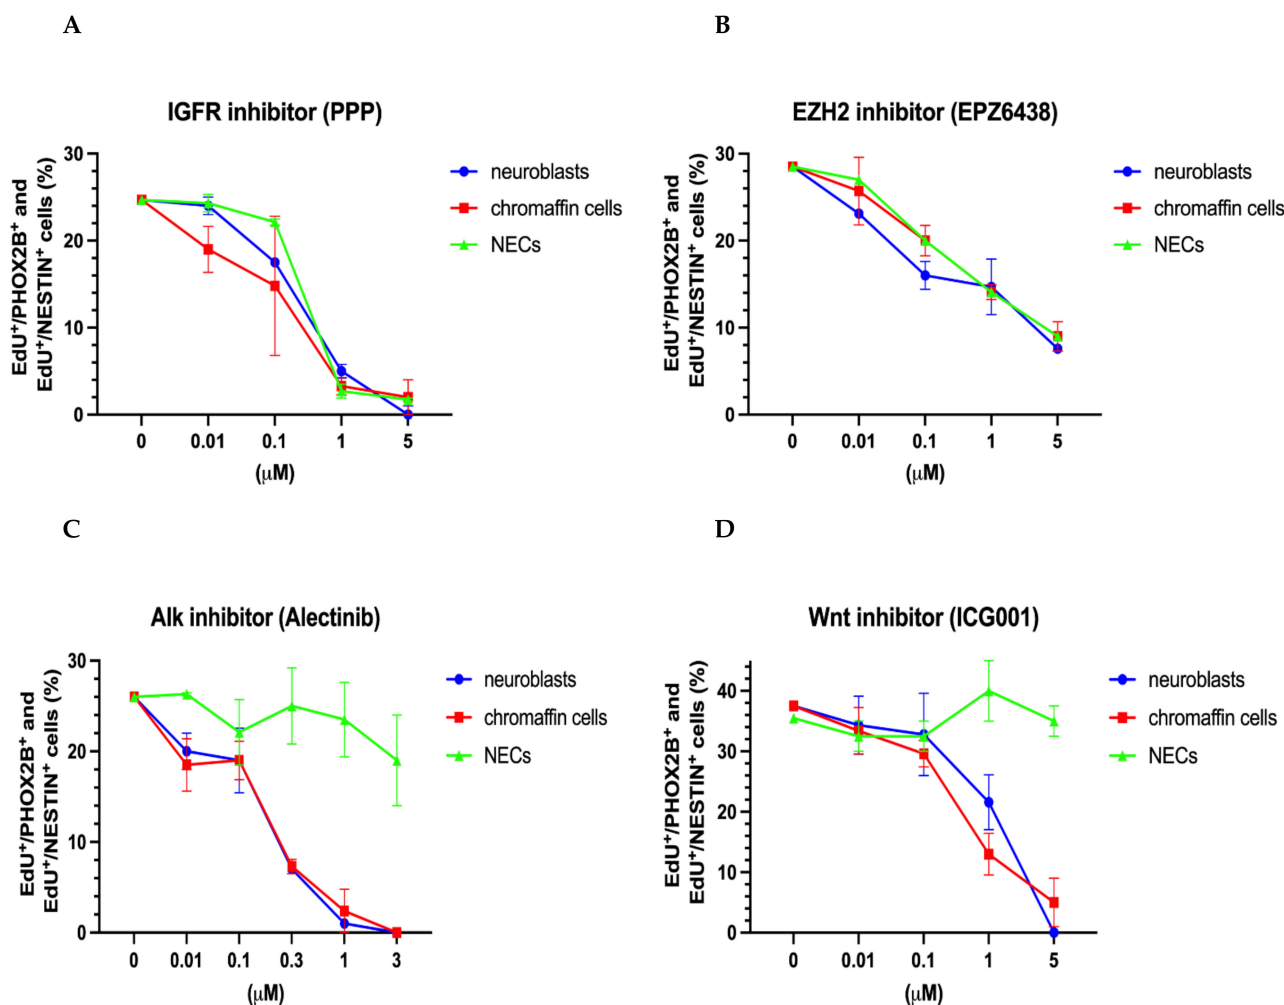 A
IGFR inhibitor (PPP)
EdU⁺/PHOX2B⁺ and
EdU⁺/NESTIN⁺ cells (%)
30
20
10
0
0 0.01 0.1 1 5
(μM)
neuroblasts
chromaffin cells
NECs
B
EZH2 inhibitor (EPZ6438)
EdU⁺/PHOX2B⁺ and
EdU⁺/NESTIN⁺ cells (%)
30
20
10
0
0 0.01 0.1 1 5
(μM)
neuroblasts
chromaffin cells
NECs
C
Alk inhibitor (Alectinib)
EdU⁺/PHOX2B⁺ and
EdU⁺/NESTIN⁺ cells (%)
30
20
10
0
0 0.01 0.1 0.3 1 3
(μM)
neuroblasts
chromaffin cells
NECs
D
Wnt inhibitor (ICG001)
EdU⁺/PHOX2B⁺ and
EdU⁺/NESTIN⁺ cells (%)
40
30
20
10
0
0 0.01 0.1 1 5
(μM)
neuroblasts
chromaffin cells
NECs